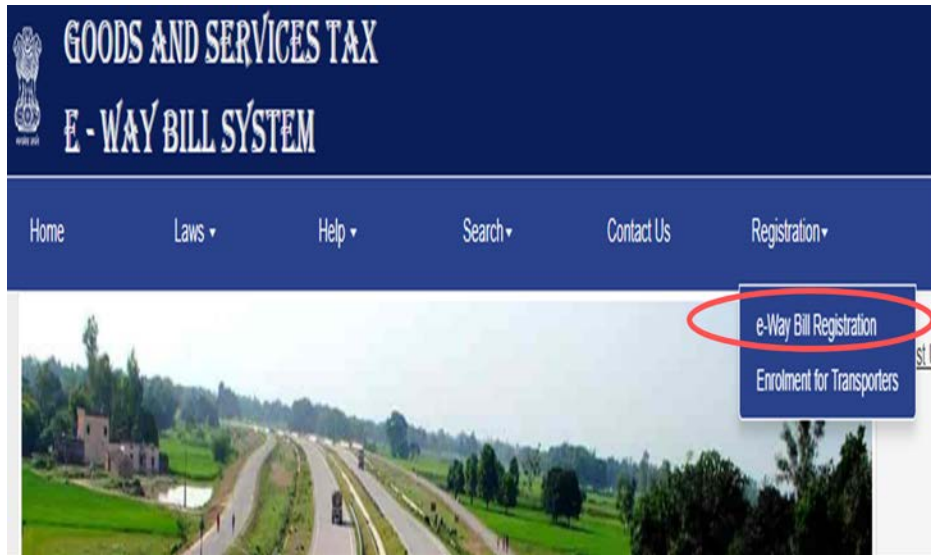 GOODS AND SERVICES TAX
E - WAY BILL SYSTEM
Home Laws Help Search Contact Us Registration
e-Way Bill Registration
Enrolment for Transporters